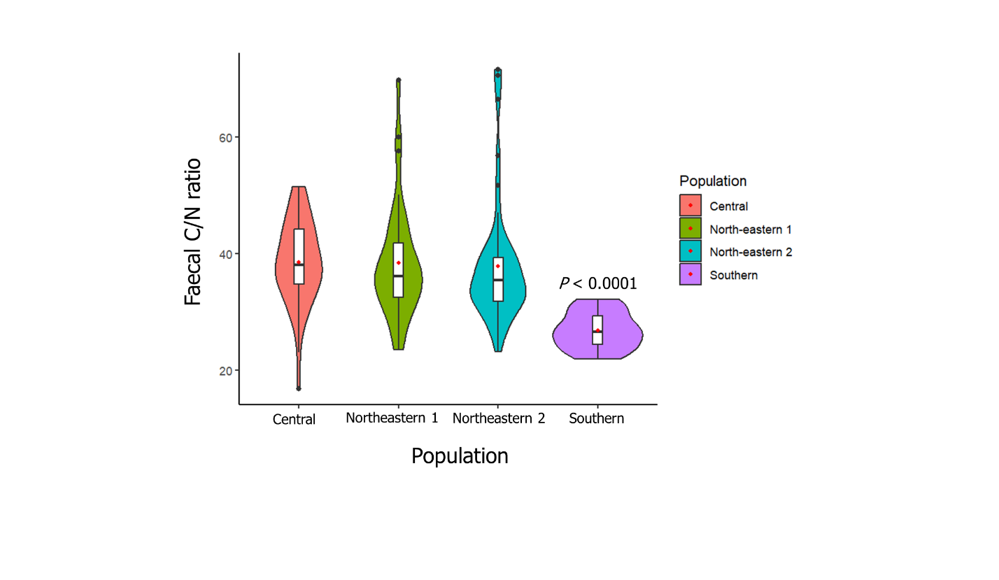 Faecal C/N ratio
60
40
20
P < 0.0001
Central
Northeastern 1
Northeastern 2
Southern
Population
Population
Central
North-eastern 1
North-eastern 2
Southern